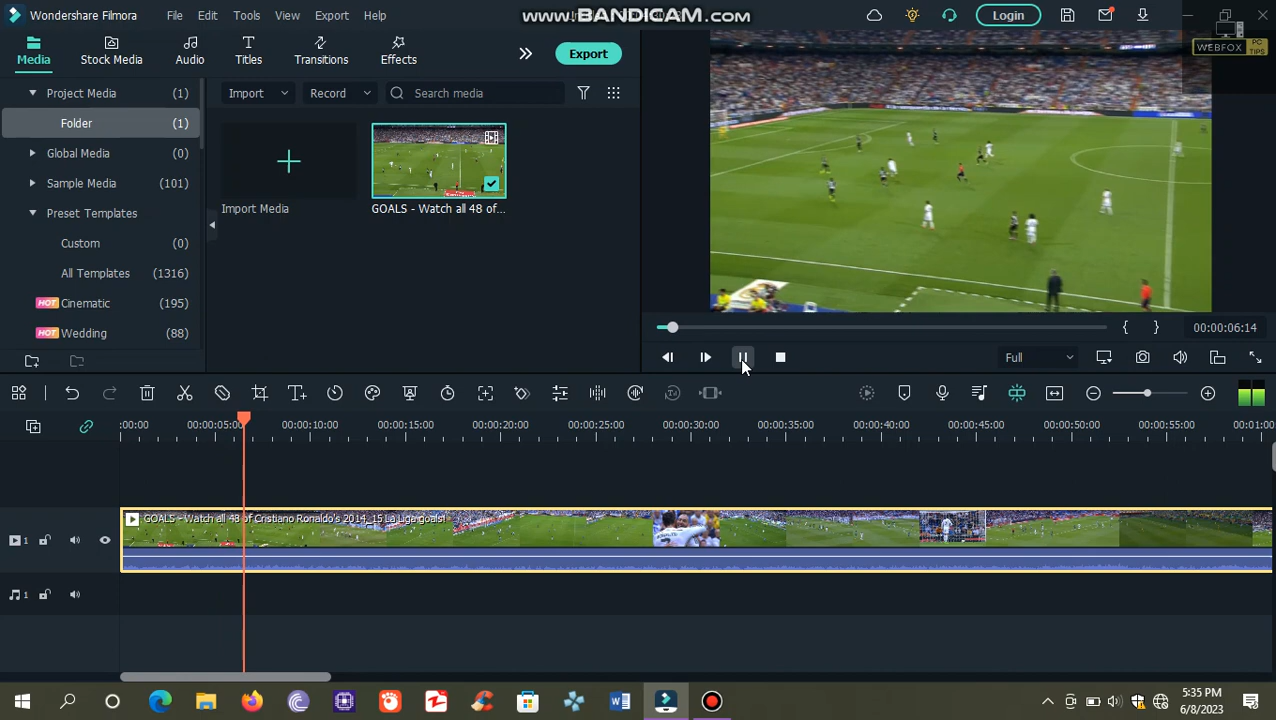 Wondershare Filmora
File
Edit
Tools
View
Export
Help
www.BANDICAM.com
Login
WEBFOX PC TIPS
Media
Stock Media
Audio
Titles
Transitions
Effects
Export
Project Media (1)
Folder (1)
Global Media (0)
Sample Media (101)
Preset Templates
Custom (0)
All Templates (1316)
HOT Cinematic (195)
HOT Wedding (88)
Import
Record
Search media
Import Media
GOALS - Watch all 48 of...
{ } 00:00:06:14
Full
:00:00 00:00:05:00 00:00:10:00 00:00:15:00 00:00:20:00 00:00:25:00 00:00:30:00 00:00:35:00 00:00:40:00 00:00:45:00 00:00:50:00 00:00:55:00 00:01:00
GOALS - Watch all 48 of Cristiano Ronaldo's 2014_15 La Liga goals!
1
1
5:35 PM
6/8/2023